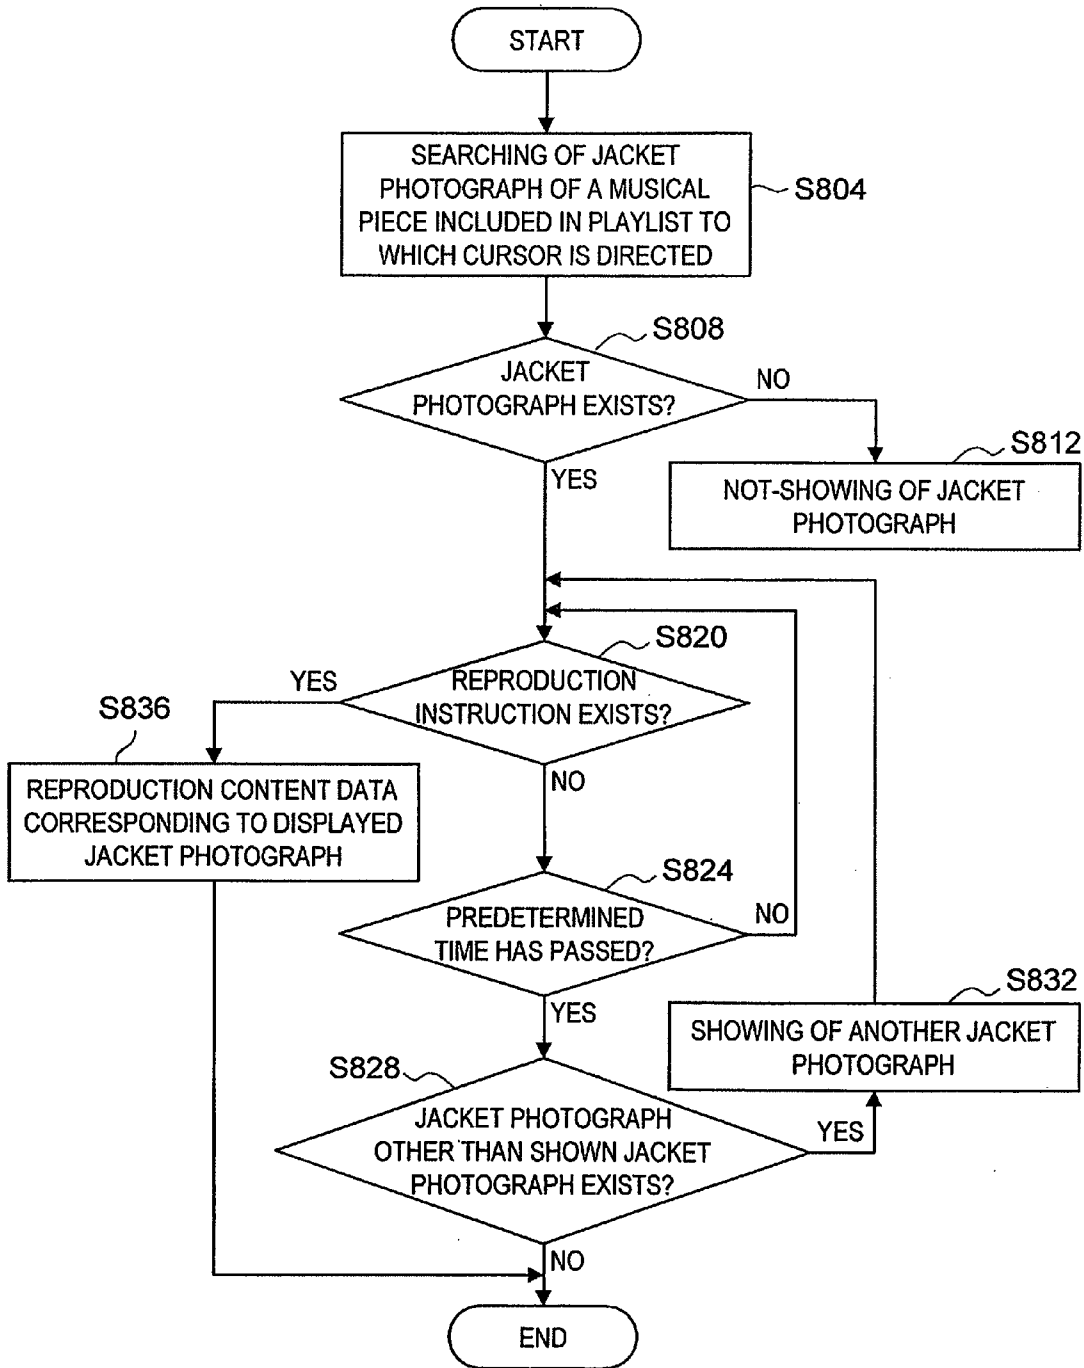 START
SEARCHING OF JACKET
PHOTOGRAPH OF A MUSICAL
PIECE INCLUDED IN PLAYLIST TO
WHICH CURSOR IS DIRECTED
S804
S808
JACKET
PHOTOGRAPH EXISTS?
NO
YES
S812
NOT-SHOWING OF JACKET
PHOTOGRAPH
S820
REPRODUCTION
INSTRUCTION EXISTS?
YES
NO
S836
REPRODUCTION CONTENT DATA
CORRESPONDING TO DISPLAYED
JACKET PHOTOGRAPH
S824
PREDETERMINED
TIME HAS PASSED?
NO
YES
S832
SHOWING OF ANOTHER JACKET
PHOTOGRAPH
S828
JACKET PHOTOGRAPH
OTHER THAN SHOWN JACKET
PHOTOGRAPH EXISTS?
YES
NO
END